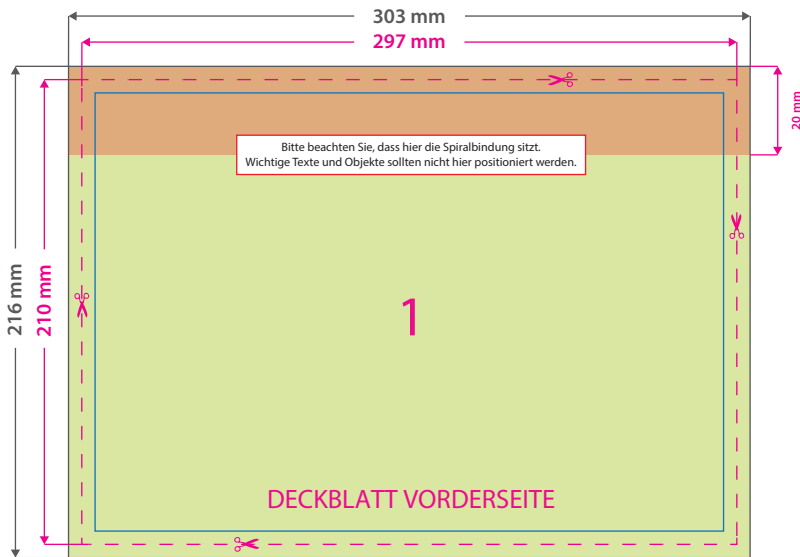 303 mm
297 mm
20 mm
Bitte beachten Sie, dass hier die Spiralbindung sitzt.
Wichtige Texte und Objekte sollten nicht hier positioniert werden.
216 mm
210 mm
1
DECKBLATT VORDERSEITE